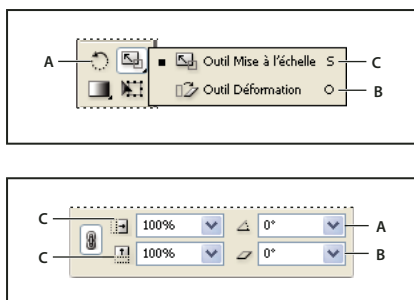 A
Outil Mise à l'échelle S
C
Outil Déformation O
B
C
100%
0°
A
C
100%
0°
B